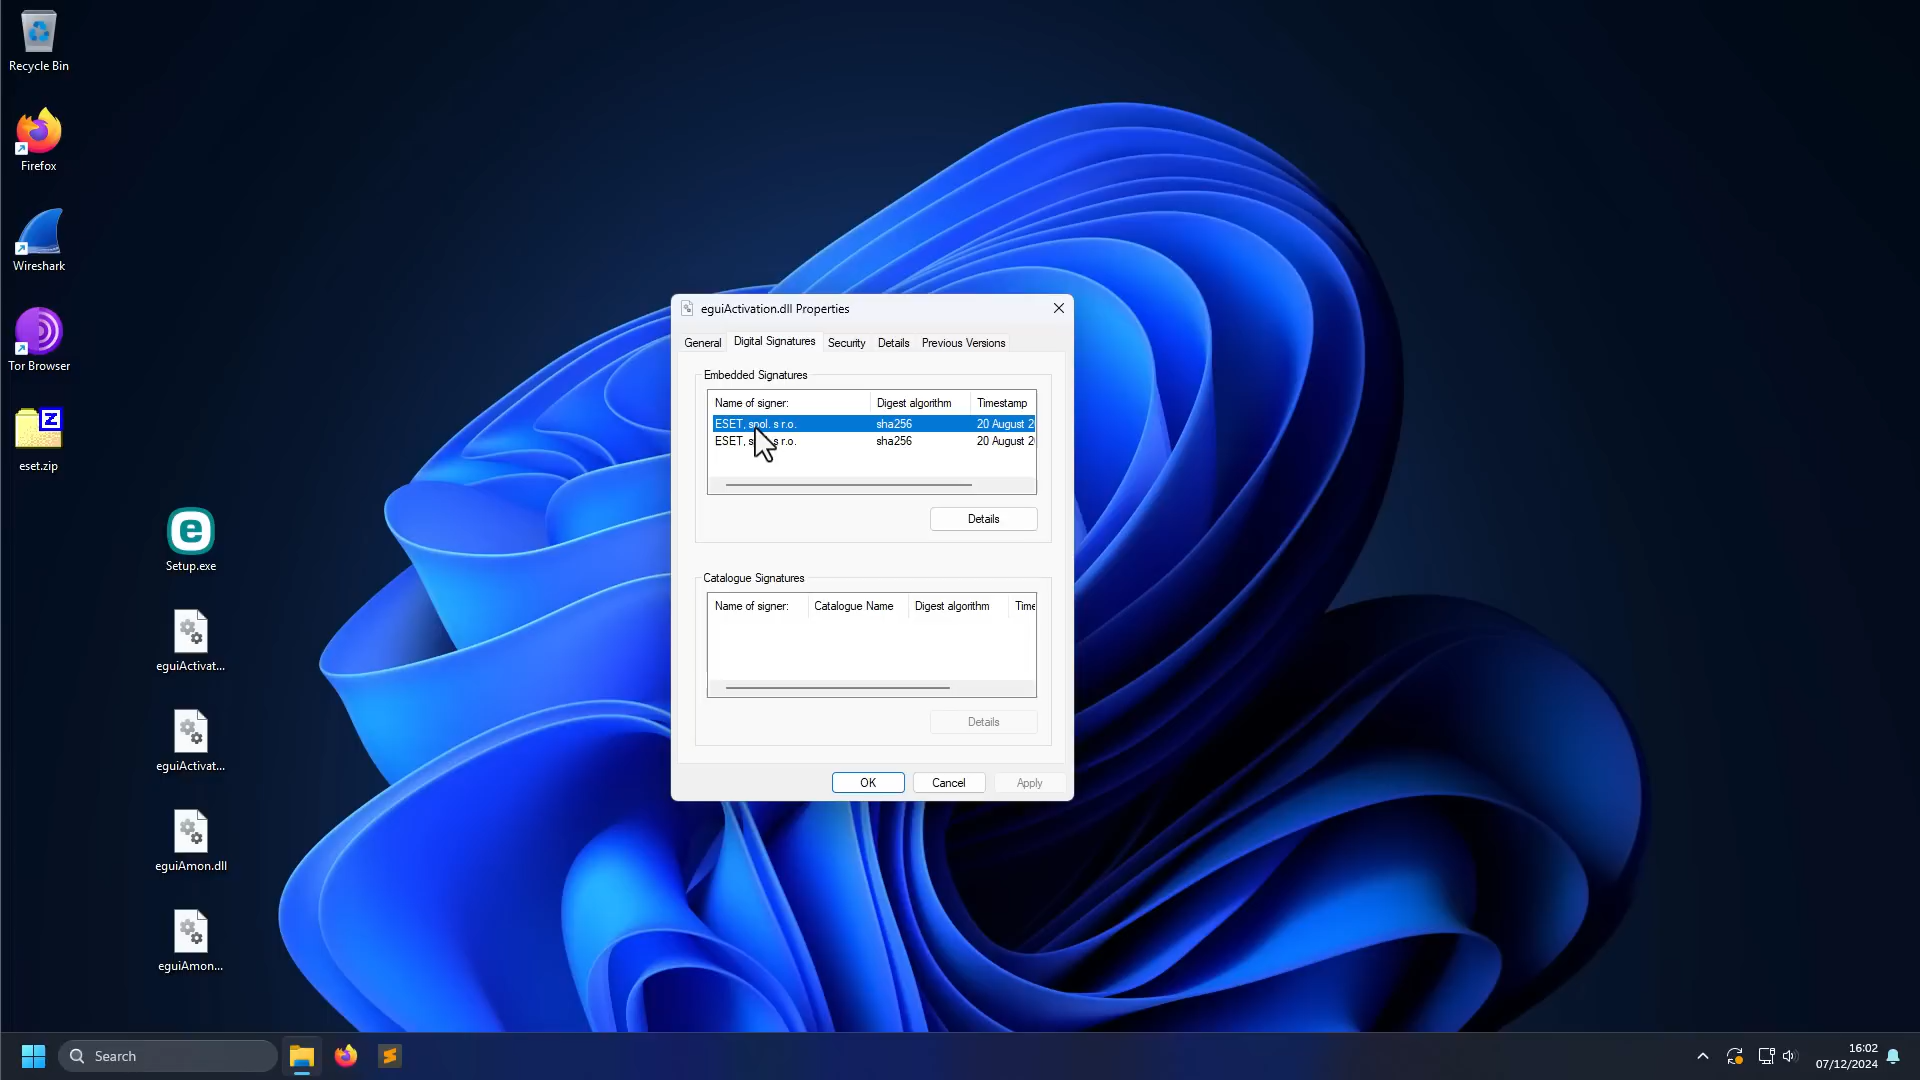 Recycle Bin
Firefox
Wireshark
Tor Browser
Z
eset.zip
e
Setup.exe
eguiActivat...
eguiActivat...
eguiAmon.dll
eguiAmon...
eguiActivation.dll Properties
General Digital Signatures Security Details Previous Versions
Embedded Signatures
Name of signer: Digest algorithm Timestamp
ESET, spol. s r.o. sha256 20 August 2
ESET, s r.o. sha256 20 August 2
Details
Catalogue Signatures
Name of signer: Catalogue Name Digest algorithm Time
Details
OK Cancel Apply
Search
16:02
07/12/2024